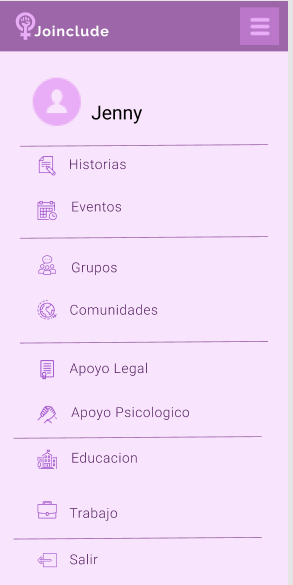 Joinclude
Jenny
Historias
Eventos
Grupos
Comunidades
Apoyo Legal
Apoyo Psicologico
Educacion
Trabajo
Salir